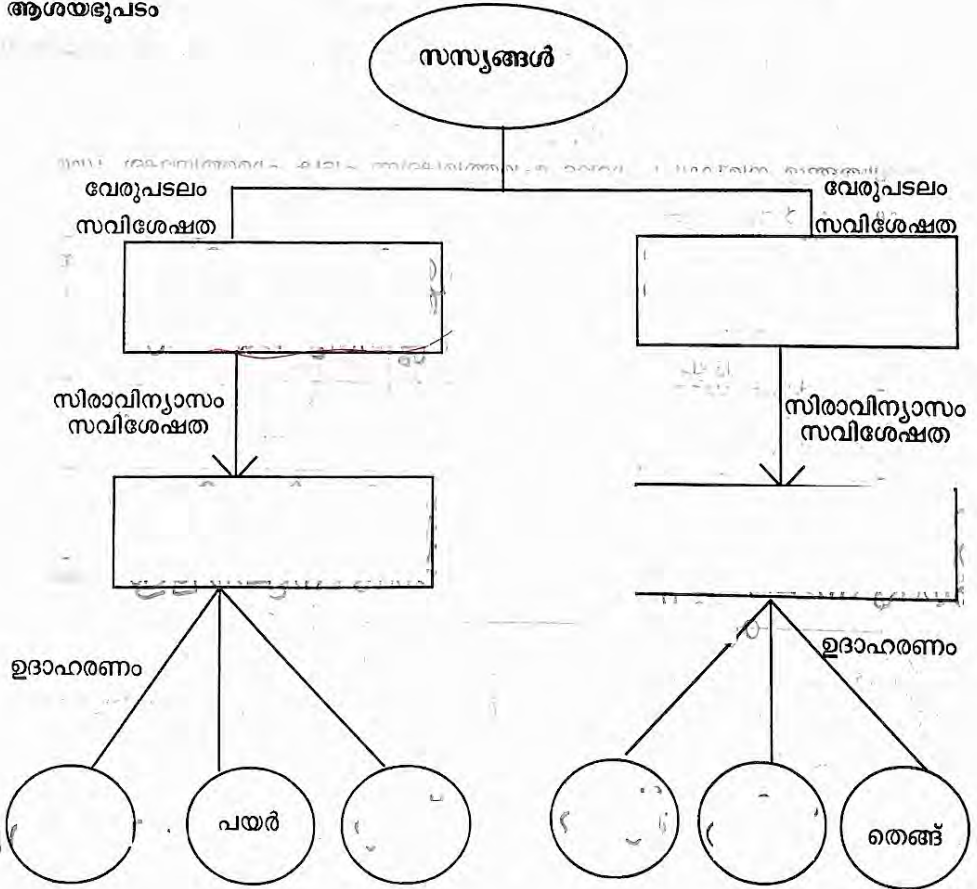 ആശയഭൂപടം
സസ്യങ്ങൾ
വേരുപടലം
സവിശേഷത
വേരുപടലം
സവിശേഷത
സിരാവിന്യാസം
സവിശേഷത
സിരാവിന്യാസം
സവിശേഷത
ഉദാഹരണം
ഉദാഹരണം
പയർ
തെങ്ങ്